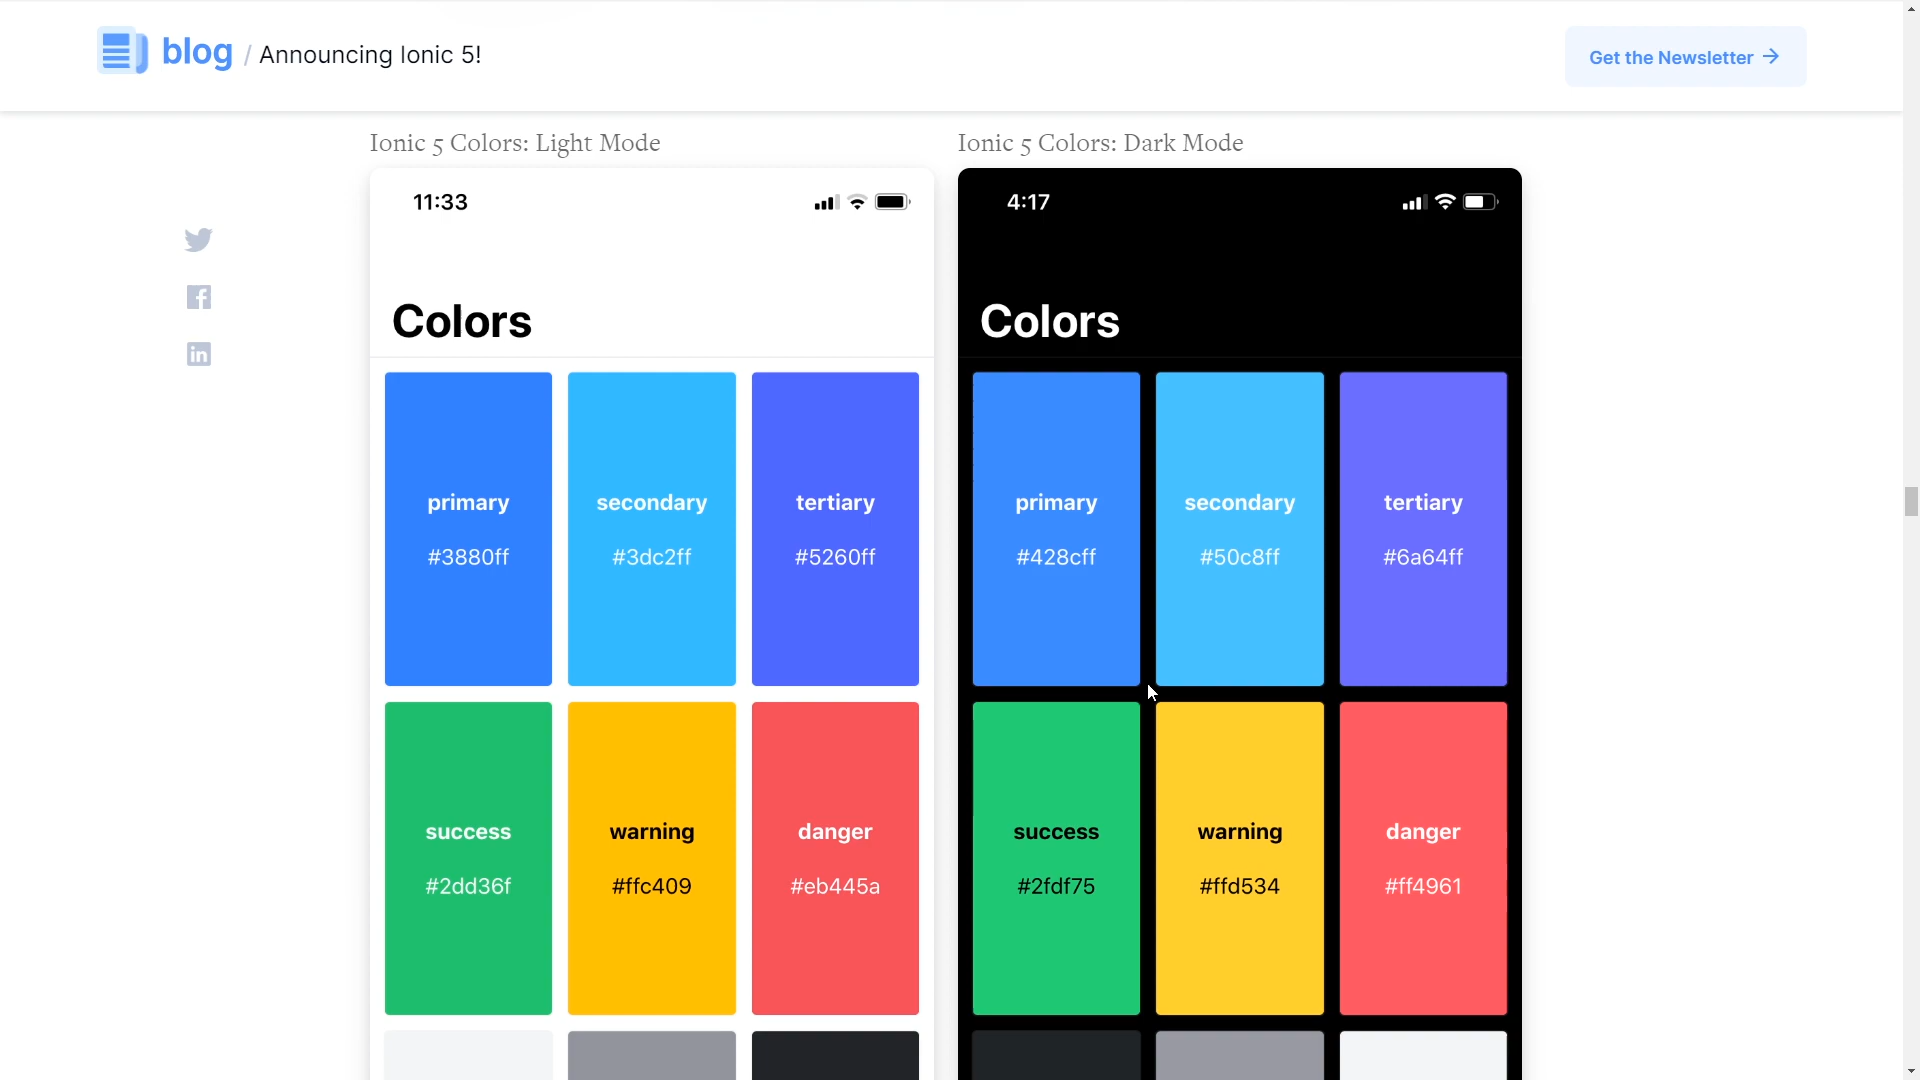 blog / Announcing Ionic 5!
Get the Newsletter →
Ionic 5 Colors: Light Mode
11:33
Colors
primary
#3880ff
secondary
#3dc2ff
tertiary
#5260ff
success
#2dd36f
warning
#ffc409
danger
#eb445a
Ionic 5 Colors: Dark Mode
4:17
Colors
primary
#428cff
secondary
#50c8ff
tertiary
#6a64ff
success
#2fdf75
warning
#ffd534
danger
#ff4961